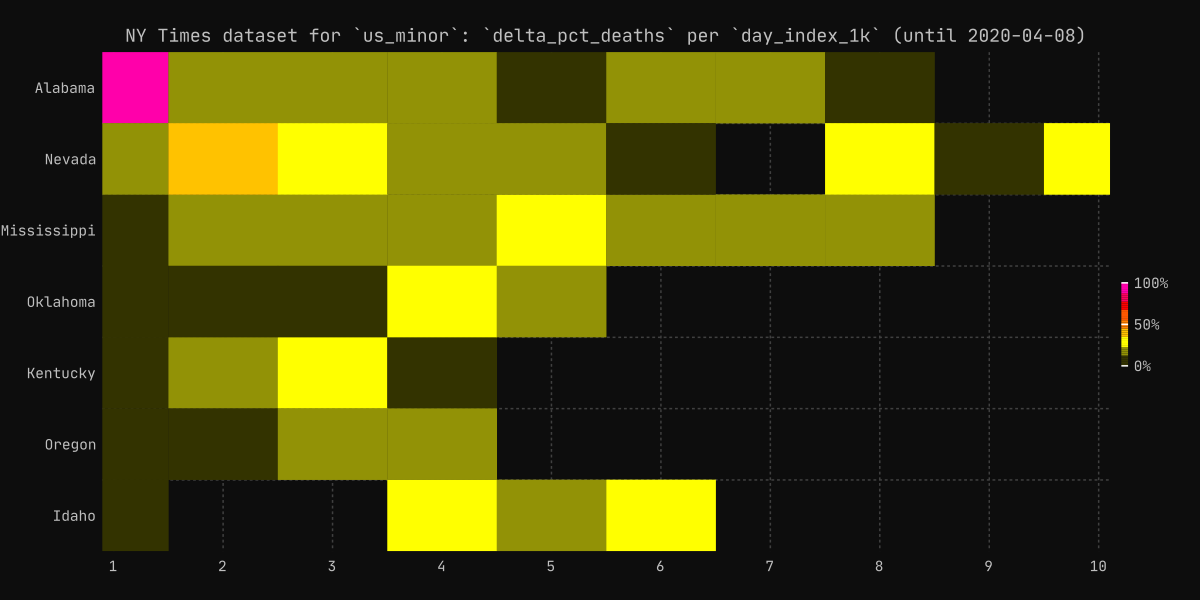 NY Times dataset for `us_minor`: `delta_pct_deaths` per `day_index_1k` (until 2020-04-08)
Alabama
Nevada
Mississippi
Oklahoma
Kentucky
Oregon
Idaho
100%
50%
0%
1 2 3 4 5 6 7 8 9 10